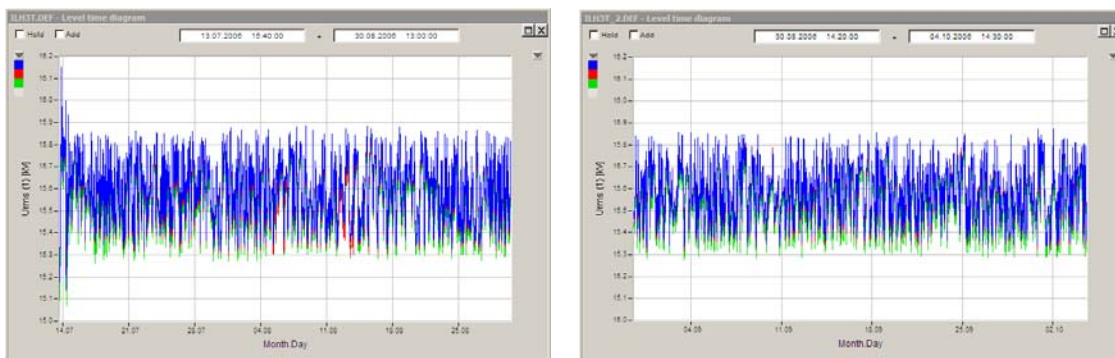 ILH3T.DEF - Level time diagram
Hold Add 13.07.2006 15:40:00 - 30.08.2006 13:00:00
16.2
16.1
16.0
15.9
15.8
15.7
15.6
15.5
15.4
15.3
15.2
15.1
15.0
Urms (1) [kV]
14.07 21.07 28.07 04.08 11.08 18.08 25.08
Month.Day
ILH3T_2.DEF - Level time diagram
Hold Add 30.08.2006 14:20:00 - 04.10.2006 14:30:00
16.2
16.1
16.0
15.9
15.8
15.7
15.6
15.5
15.4
15.3
15.2
15.1
15.0
Urms (1) [kV]
04.09 11.09 18.09 25.09 02.10
Month.Day